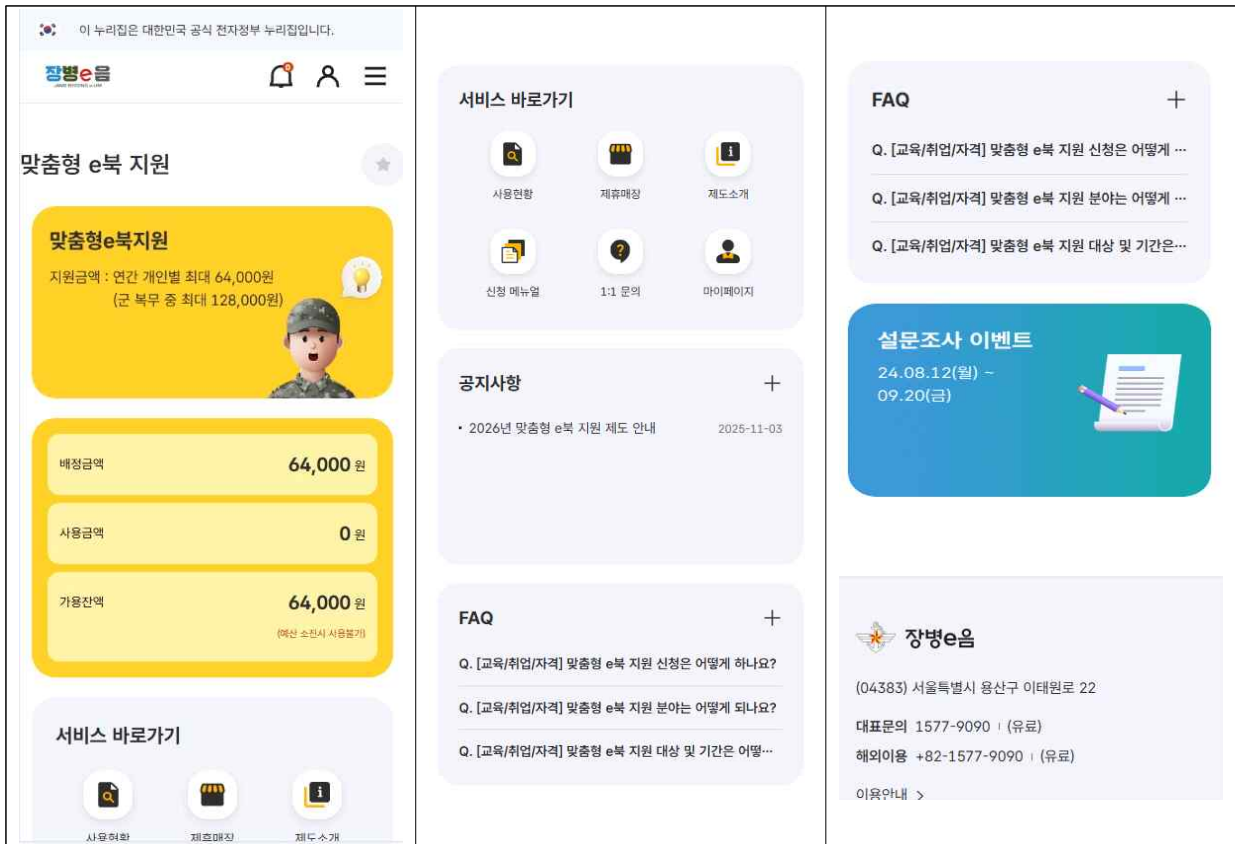 이 누리집은 대한민국 공식 전자정부 누리집입니다.
장병e음
맞춤형 e북 지원
맞춤형e북지원
지원금액 : 연간 개인별 최대 64,000원
(군 복무 중 최대 128,000원)
배정금액 64,000 원
사용금액 0 원
가용잔액 64,000 원
(예산 소진시 사용불가)
서비스 바로가기
사용현황 제휴매장 제도소개
서비스 바로가기
사용현황 제휴매장 제도소개
신청 메뉴얼 1:1 문의 마이페이지
공지사항
• 2026년 맞춤형 e북 지원 제도 안내 2025-11-03
FAQ
Q. [교육/취업/자격] 맞춤형 e북 지원 신청은 어떻게 하나요?
Q. [교육/취업/자격] 맞춤형 e북 지원 분야는 어떻게 되나요?
Q. [교육/취업/자격] 맞춤형 e북 지원 대상 및 기간은 어떻…
FAQ
Q. [교육/취업/자격] 맞춤형 e북 지원 신청은 어떻게 …
Q. [교육/취업/자격] 맞춤형 e북 지원 분야는 어떻게 …
Q. [교육/취업/자격] 맞춤형 e북 지원 대상 및 기간은…
설문조사 이벤트
24.08.12(월) ~
09.20(금)
장병e음
(04383) 서울특별시 용산구 이태원로 22
대표문의 1577-9090 | (유료)
해외이용 +82-1577-9090 | (유료)
이용안내 >